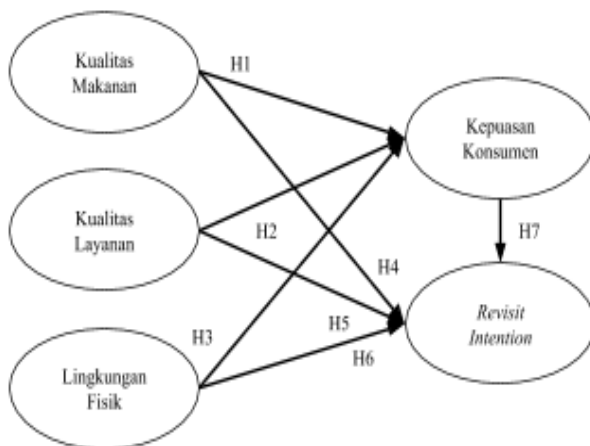 Kualitas
Makanan
H1
Kepuasan
Konsumen
Kualitas
Layanan
H2
H7
H4
Revisit
Intention
H3
H5
H6
Lingkungan
Fisik